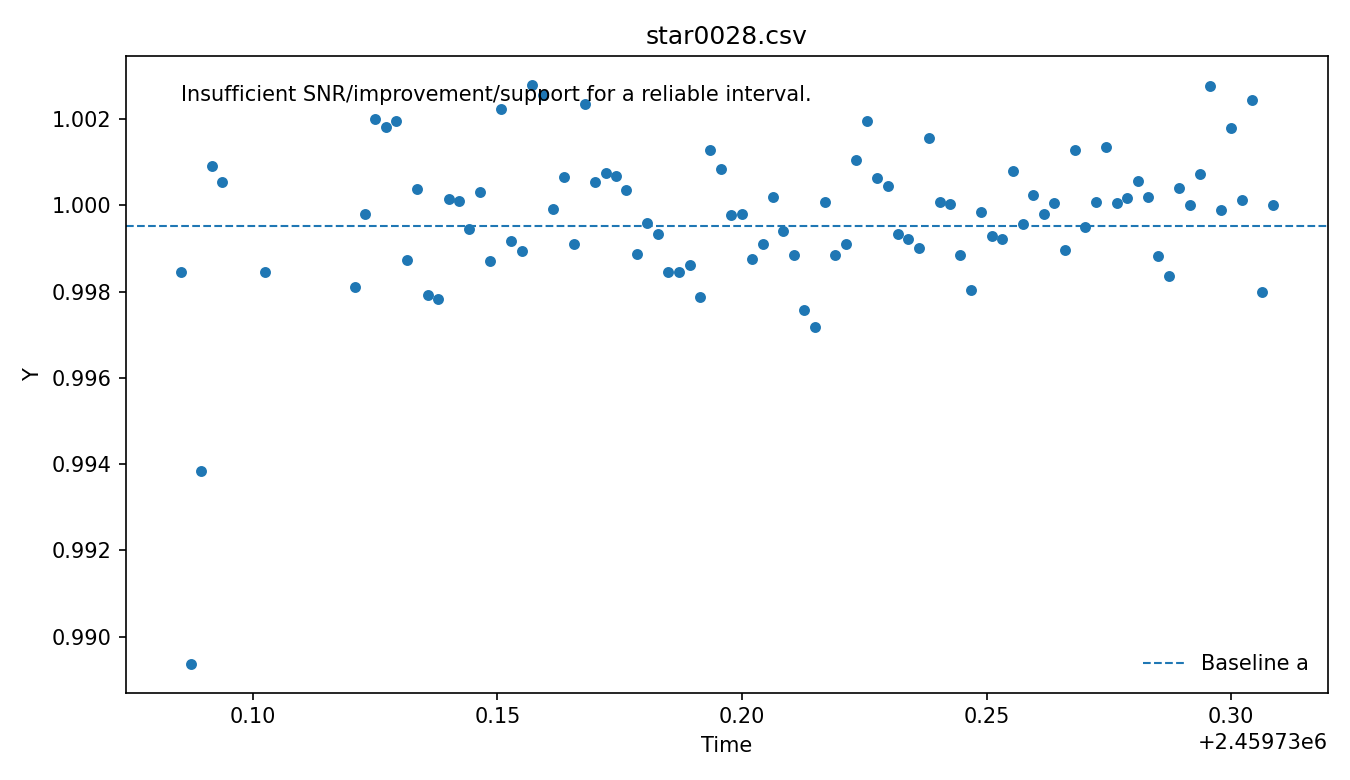 star0028.csv
Insufficient SNR/improvement/support for a reliable interval.
1.002
1.000
0.998
0.996
0.994
0.992
0.990
Y
Baseline a
0.10 0.15 0.20 0.25 0.30
+2.45973e6
Time